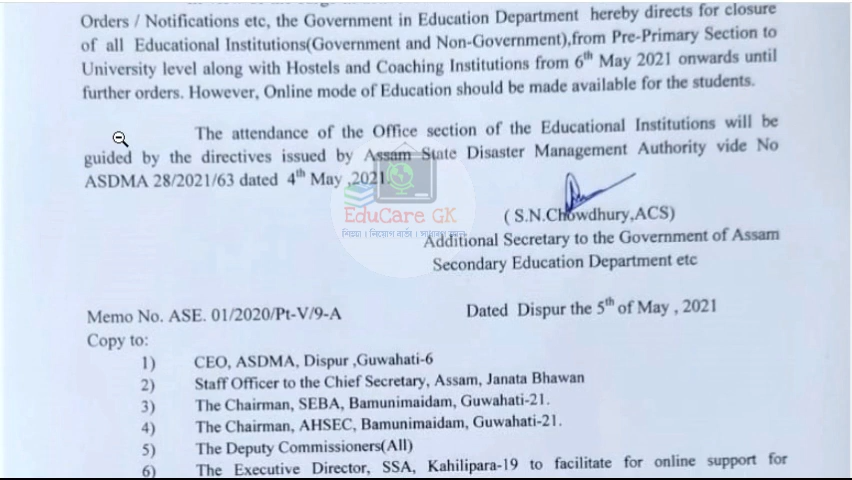 Orders / Notifications etc, the Government in Education Department hereby directs for closure
of all Educational Institutions(Government and Non-Government),from Pre-Primary Section to
University level along with Hostels and Coaching Institutions from 6th May 2021 onwards until
further orders. However, Online mode of Education should be made available for the students.
The attendance of the Office section of the Educational Institutions will be
guided by the directives issued by Assam State Disaster Management Authority vide No
ASDMA 28/2021/63 dated 4th May ,2021.
EduCare GK
( S.N.Chowdhury,ACS)
Additional Secretary to the Government of Assam
Secondary Education Department etc
Memo No. ASE. 01/2020/Pt-V/9-A
Dated Dispur the 5th of May , 2021
Copy to:
1) CEO, ASDMA, Dispur ,Guwahati-6
2) Staff Officer to the Chief Secretary, Assam, Janata Bhawan
3) The Chairman, SEBA, Bamunimaidam, Guwahati-21.
4) The Chairman, AHSEC, Bamunimaidam, Guwahati-21.
5) The Deputy Commissioners(All)
6) The Executive Director, SSA, Kahilipara-19 to facilitate for online support for